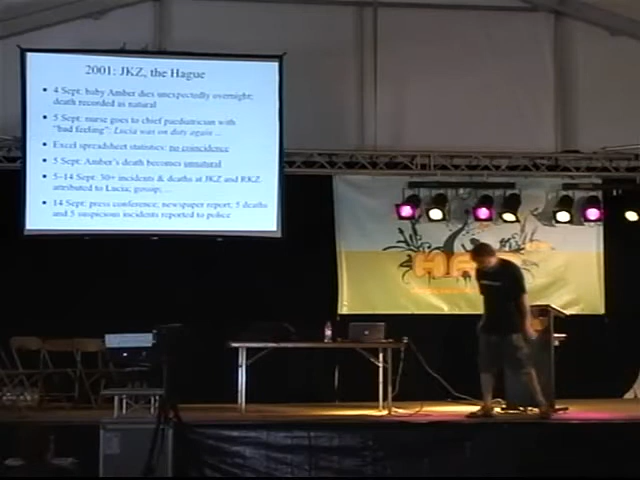 2001: JKZ, the Hague
• 4 Sept: baby Amber dies unexpectedly overnight;
death recorded as natural
• 5 Sept: nurse goes to chief paediatrician with
"bad feeling": Lucia was on duty again ...
• Excel spreadsheet statistics: no coincidence
• 5 Sept: Amber's death becomes unnatural
• 5–14 Sept: 30+ incidents & deaths at JKZ and RKZ
attributed to Lucia; gossip; ...
• 14 Sept: press conference; newspaper report; 5 deaths
and 5 suspicious incidents reported to police